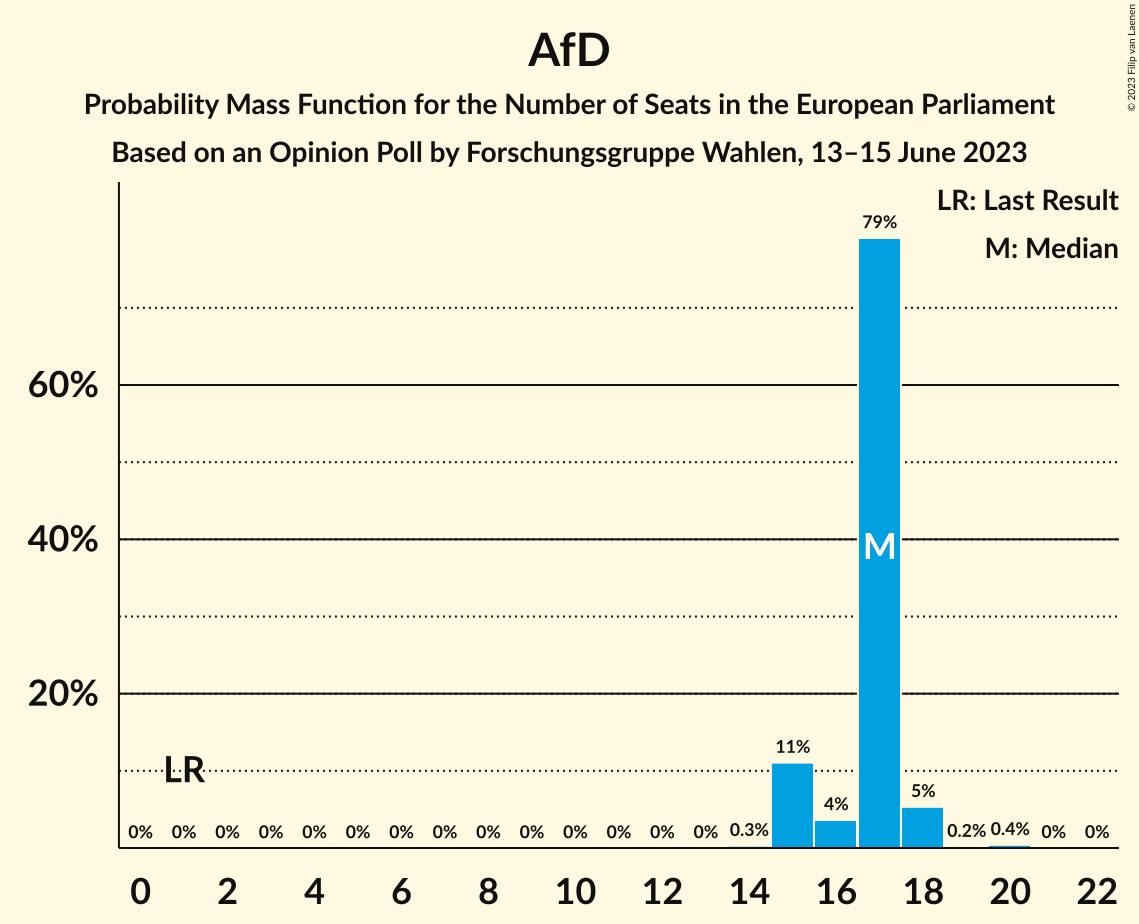 AfD
Probability Mass Function for the Number of Seats in the European Parliament
Based on an Opinion Poll by Forschungsgruppe Wahlen, 13–15 June 2023
© 2023 Filip van Laenen
LR: Last Result
M: Median
79%
60%
40%
M
20%
LR
11%
4%
5%
0% 0% 0% 0% 0% 0% 0% 0% 0% 0% 0% 0% 0% 0% 0.3% 0.2% 0.4% 0% 0%
0 2 4 6 8 10 12 14 16 18 20 22